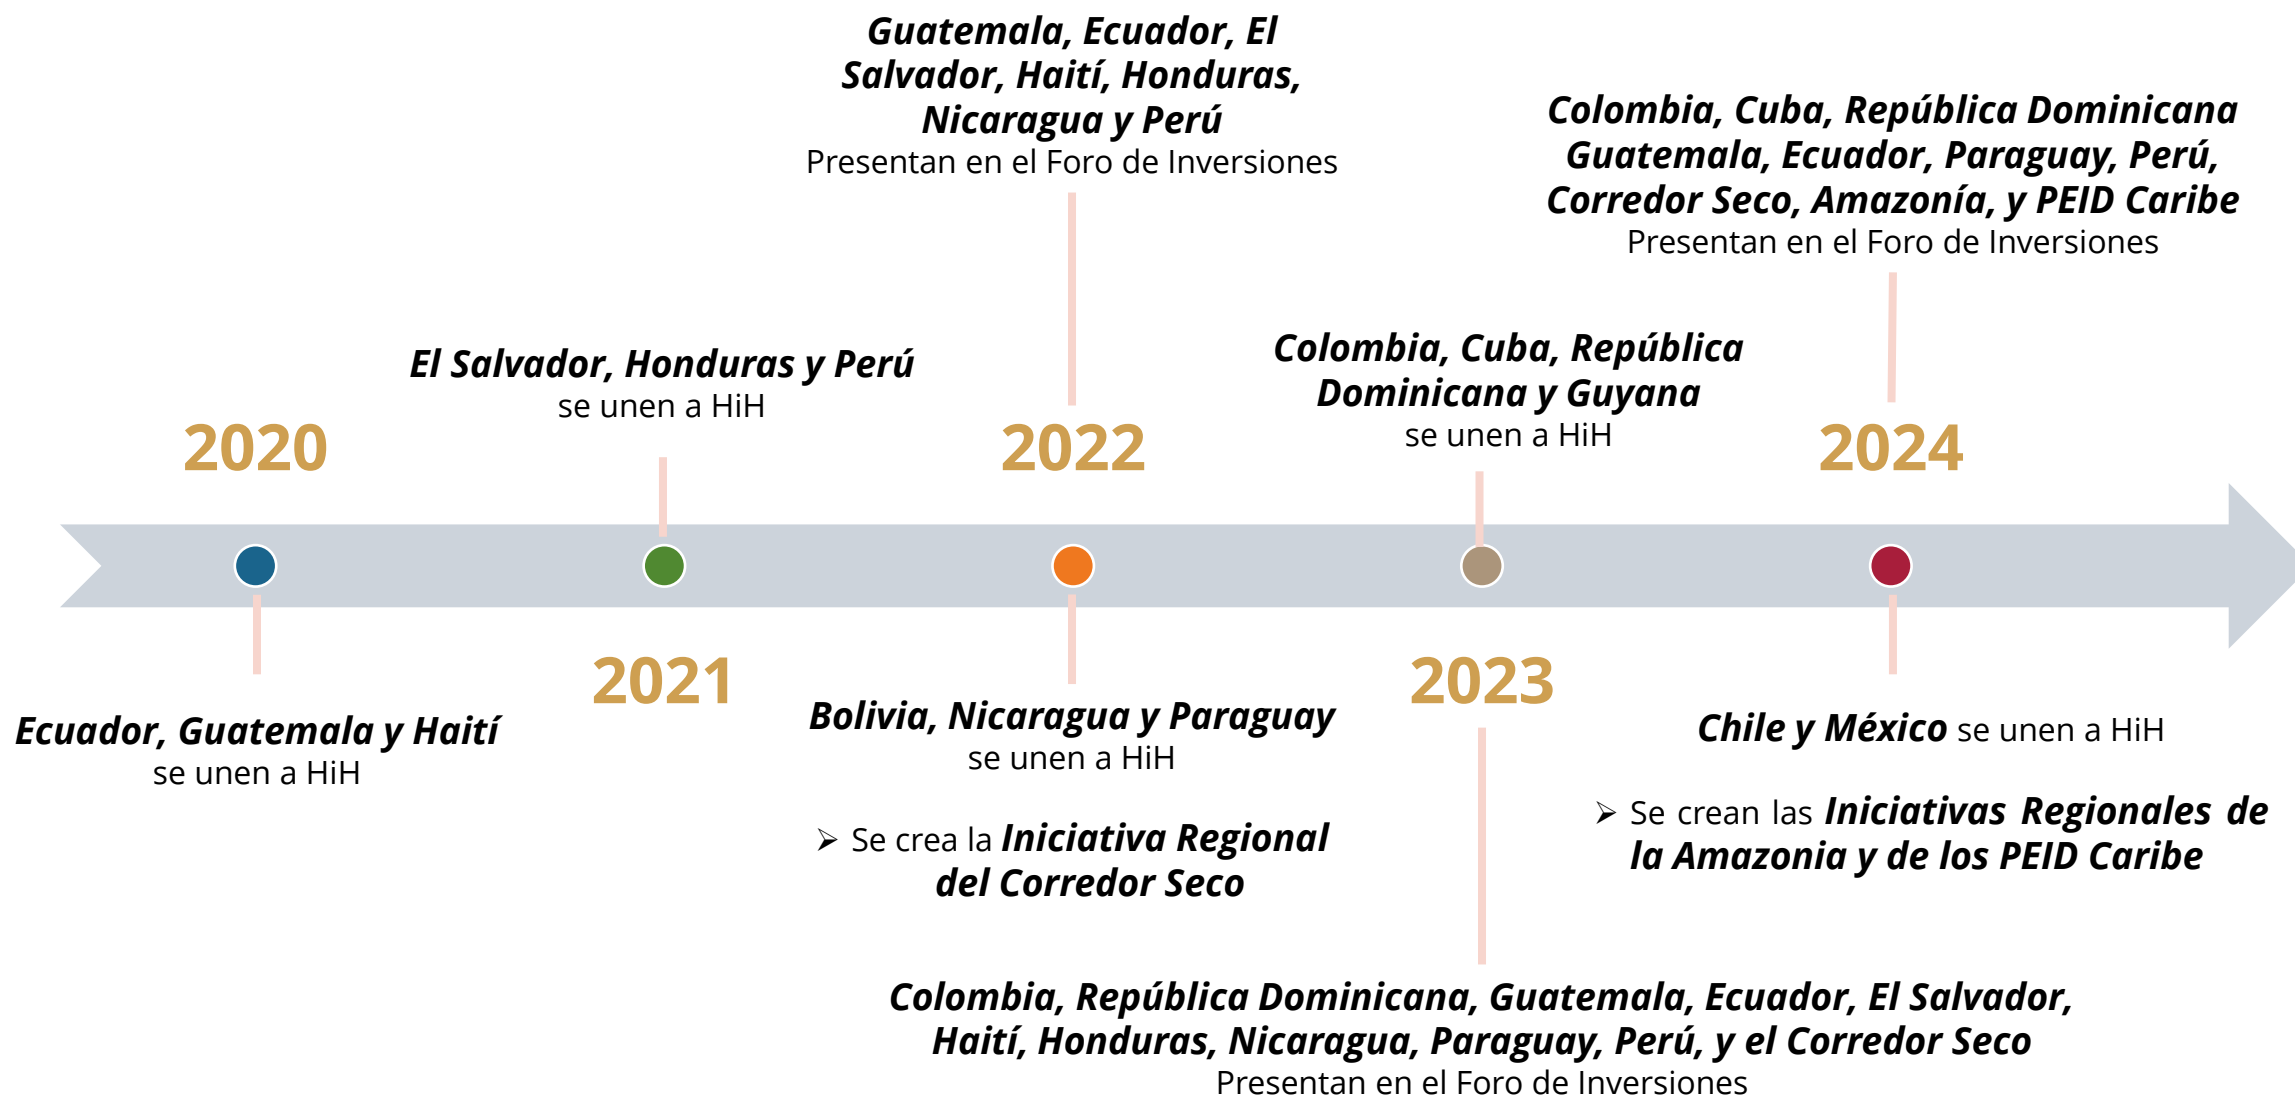 Guatemala, Ecuador, El
Salvador, Haití, Honduras,
Nicaragua y Perú
Presentan en el Foro de Inversiones
Colombia, Cuba, República Dominicana
Guatemala, Ecuador, Paraguay, Perú,
Corredor Seco, Amazonía, y PEID Caribe
Presentan en el Foro de Inversiones
El Salvador, Honduras y Perú
se unen a HiH
Colombia, Cuba, República
Dominicana y Guyana
se unen a HiH
2020
2022
2024
2021
2023
Ecuador, Guatemala y Haití
se unen a HiH
Bolivia, Nicaragua y Paraguay
se unen a HiH
➢ Se crea la Iniciativa Regional
del Corredor Seco
Chile y México se unen a HiH
➢ Se crean las Iniciativas Regionales de
la Amazonia y de los PEID Caribe
Colombia, República Dominicana, Guatemala, Ecuador, El Salvador,
Haití, Honduras, Nicaragua, Paraguay, Perú, y el Corredor Seco
Presentan en el Foro de Inversiones